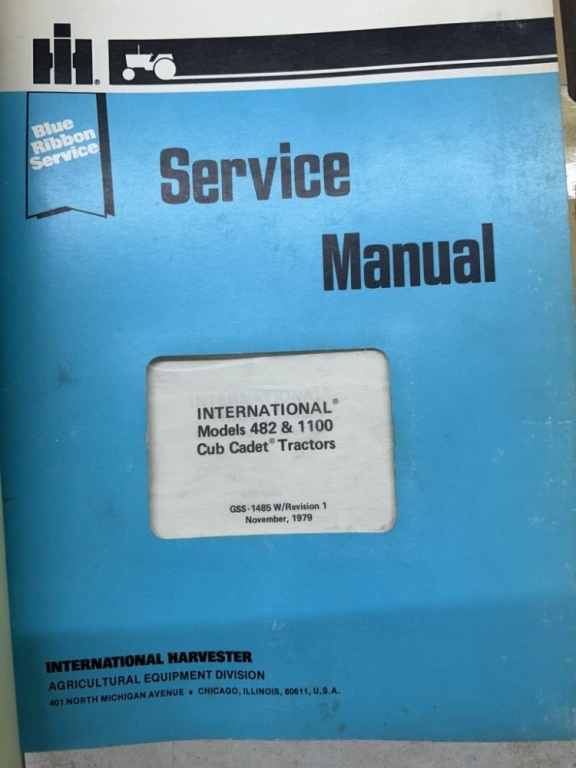 IH®
Blue
Ribbon
Service
Service
Manual
INTERNATIONAL®
Models 482 & 1100
Cub Cadet® Tractors
GSS-1485 W/Revision 1
November, 1979
INTERNATIONAL HARVESTER
AGRICULTURAL EQUIPMENT DIVISION
401 NORTH MICHIGAN AVENUE • CHICAGO, ILLINOIS, 60611, U.S.A.